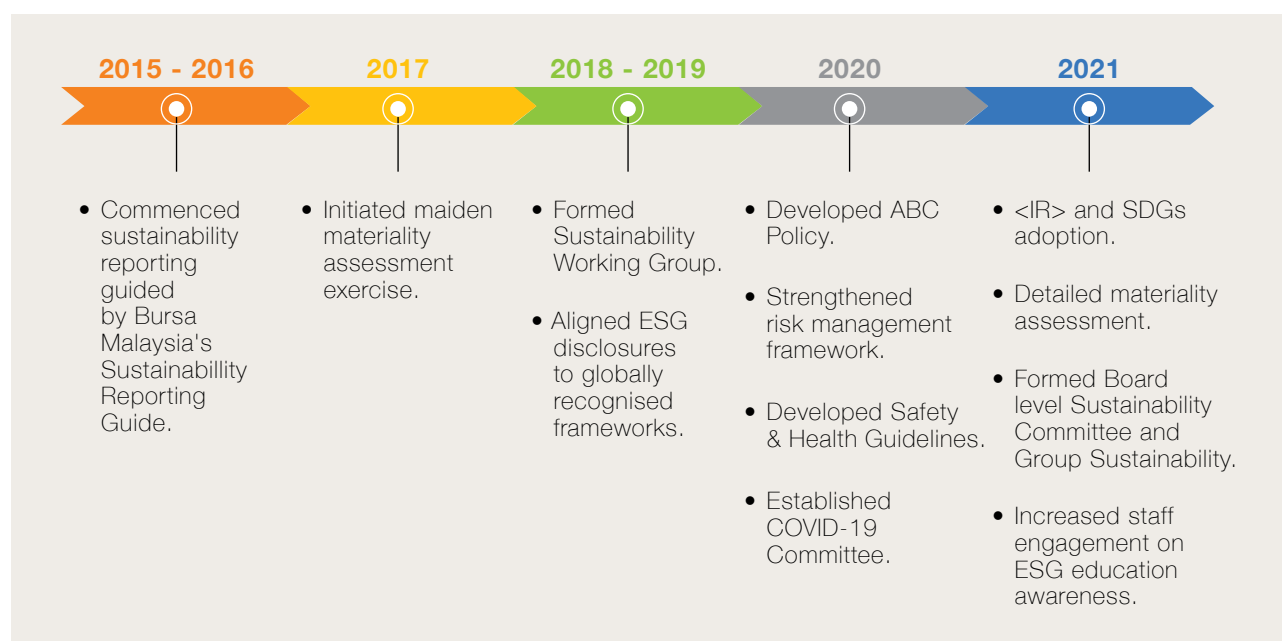 2015 - 2016
• Commenced
sustainability
reporting
guided
by Bursa
Malaysia's
Sustainabillity
Reporting
Guide.
2017
• Initiated maiden
materiality
assessment
exercise.
2018 - 2019
• Formed
Sustainability
Working Group.
• Aligned ESG
disclosures
to globally
recognised
frameworks.
2020
• Developed ABC
Policy.
• Strengthened
risk management
framework.
• Developed Safety
& Health Guidelines.
• Established
COVID-19
Committee.
2021
• <IR> and SDGs
adoption.
• Detailed materiality
assessment.
• Formed Board
level Sustainability
Committee and
Group Sustainability.
• Increased staff
engagement on
ESG education
awareness.